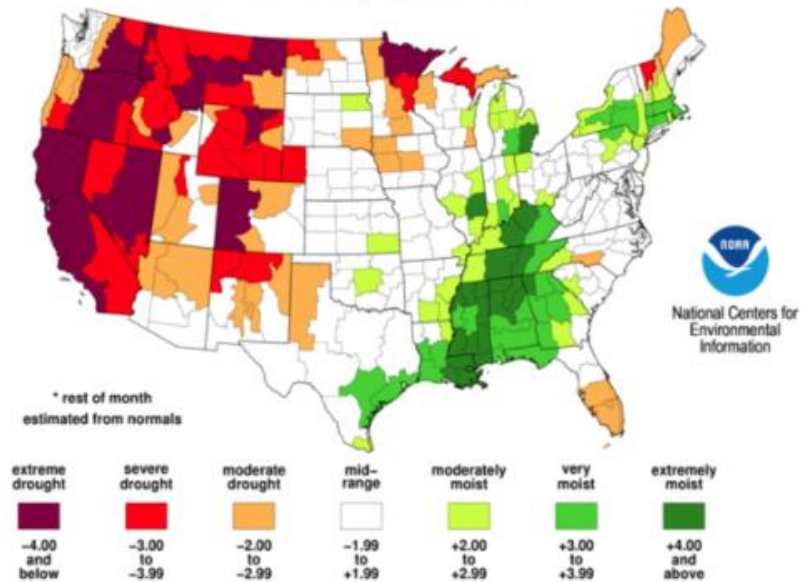 NOAA
National Centers for
Environmental
Information
* rest of month
estimated from normals
extreme drought
severe drought
moderate drought
mid-range
moderately moist
very moist
extremely moist
−4.00 and below
−3.00 to −3.99
−2.00 to −2.99
−1.99 to +1.99
+2.00 to +2.99
+3.00 to +3.99
+4.00 and above